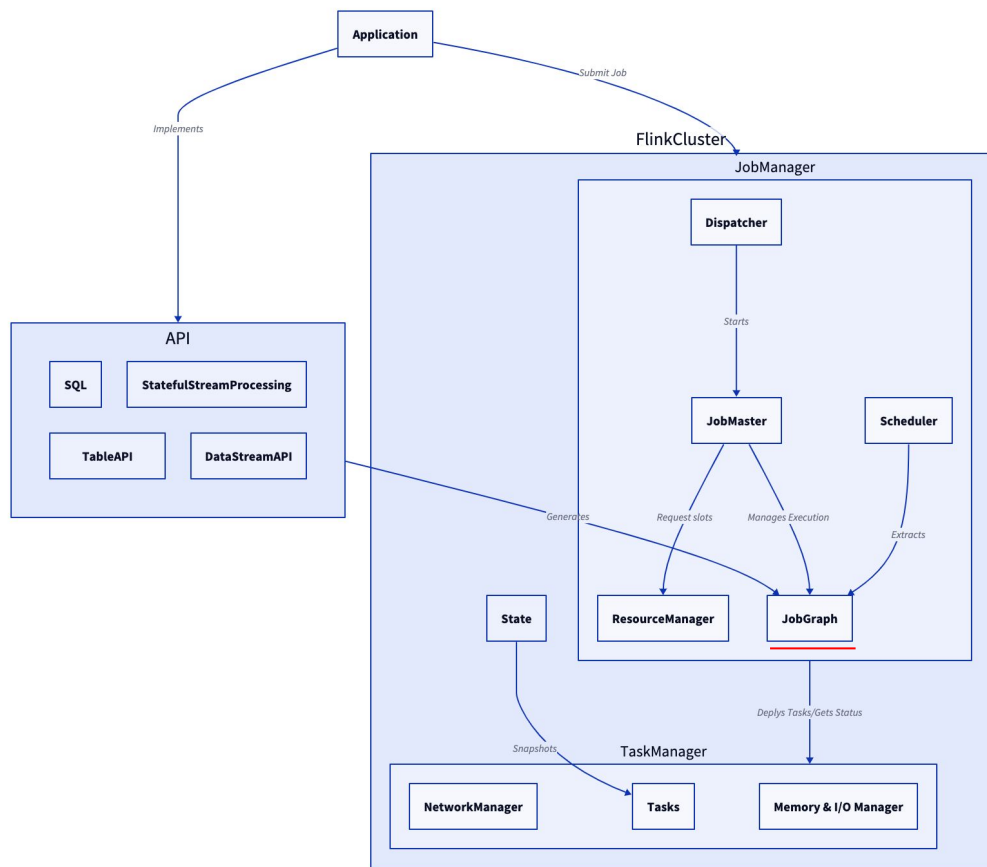 Application
Submit Job
Implements
FlinkCluster
JobManager
Dispatcher
Starts
API
SQL
StatefulStreamProcessing
TableAPI
DataStreamAPI
JobMaster
Scheduler
Generates
Request slots
Manages Execution
Extracts
State
ResourceManager
JobGraph
Deplys Tasks/Gets Status
Snapshots
TaskManager
NetworkManager
Tasks
Memory & I/O Manager